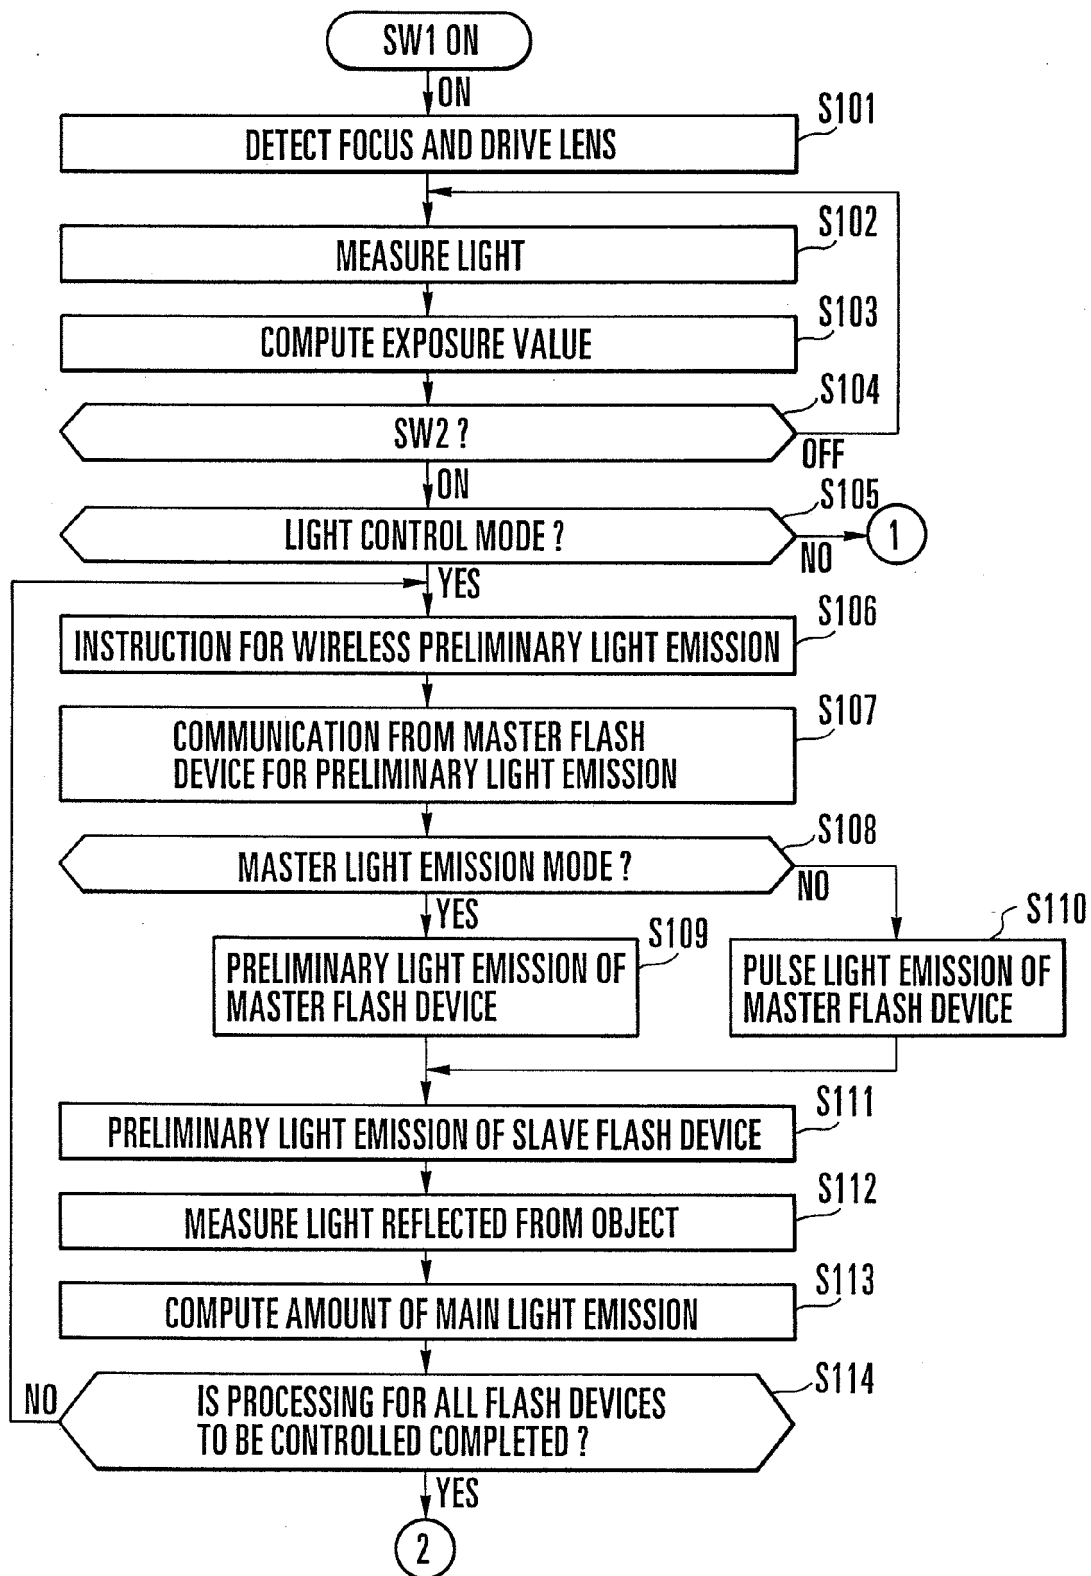 SW1 ON
ON
S101
DETECT FOCUS AND DRIVE LENS
S102
MEASURE LIGHT
S103
COMPUTE EXPOSURE VALUE
S104
SW2 ?
OFF
ON
S105
LIGHT CONTROL MODE ?
1
NO
YES
S106
INSTRUCTION FOR WIRELESS PRELIMINARY LIGHT EMISSION
S107
COMMUNICATION FROM MASTER FLASH
DEVICE FOR PRELIMINARY LIGHT EMISSION
S108
MASTER LIGHT EMISSION MODE ?
NO
YES
S109
PRELIMINARY LIGHT EMISSION OF
MASTER FLASH DEVICE
S110
PULSE LIGHT EMISSION OF
MASTER FLASH DEVICE
S111
PRELIMINARY LIGHT EMISSION OF SLAVE FLASH DEVICE
S112
MEASURE LIGHT REFLECTED FROM OBJECT
S113
COMPUTE AMOUNT OF MAIN LIGHT EMISSION
S114
NO
IS PROCESSING FOR ALL FLASH DEVICES
TO BE CONTROLLED COMPLETED ?
YES
2